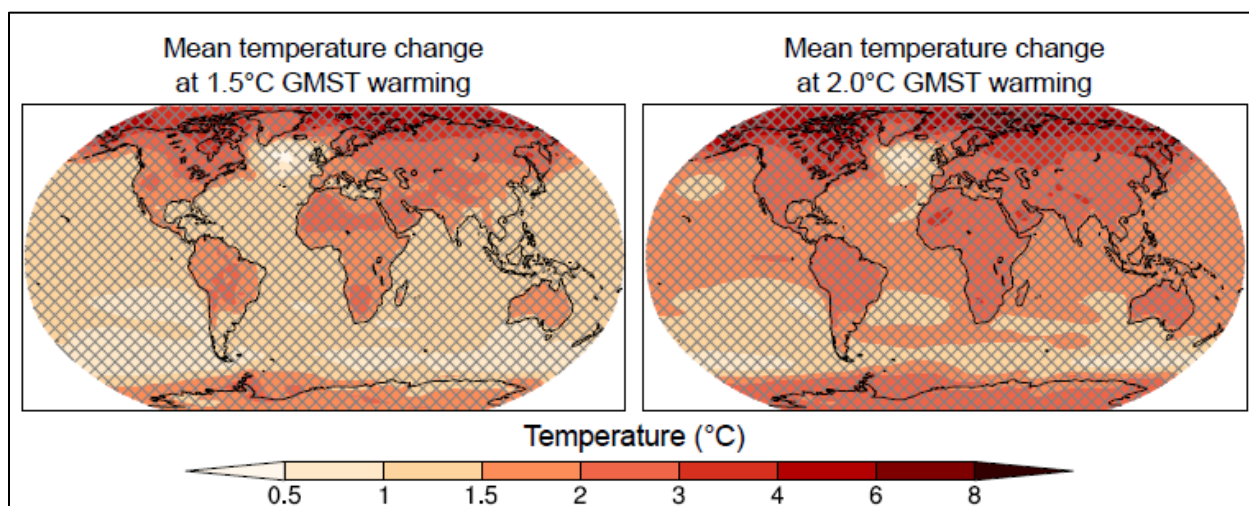 Mean temperature change
at 1.5°C GMST warming
Mean temperature change
at 2.0°C GMST warming
Temperature (°C)
0.5 1 1.5 2 3 4 6 8